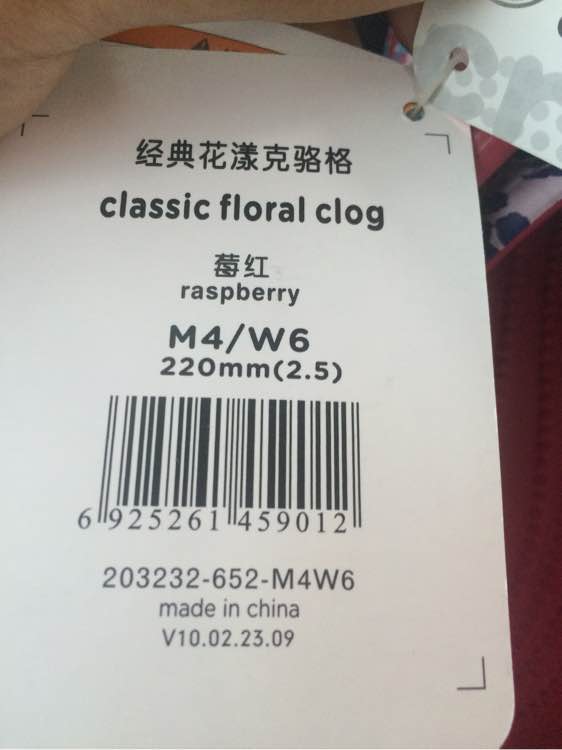 经典花漾克骆格
classic floral clog
莓红
raspberry
M4/W6
220mm(2.5)
6 925261 459012
203232-652-M4W6
made in china
V10.02.23.09